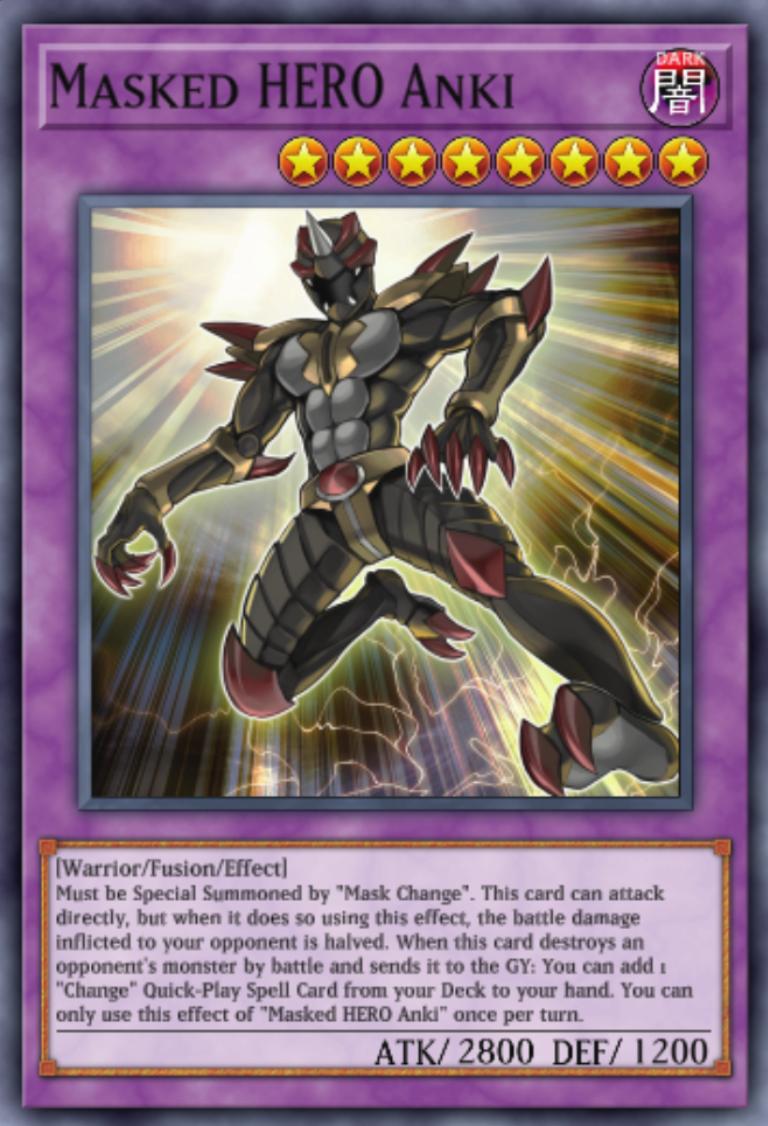 Masked HERO Anki
DARK
闇
[Warrior/Fusion/Effect]
Must be Special Summoned by "Mask Change". This card can attack
directly, but when it does so using this effect, the battle damage
inflicted to your opponent is halved. When this card destroys an
opponent's monster by battle and sends it to the GY: You can add 1
"Change" Quick-Play Spell Card from your Deck to your hand. You can
only use this effect of "Masked HERO Anki" once per turn.
ATK/ 2800 DEF/ 1200